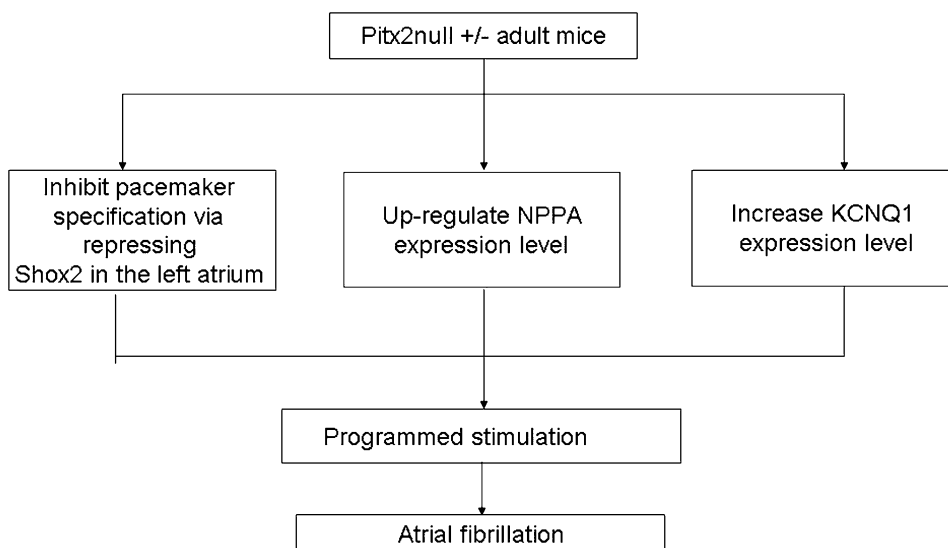 Pitx2null +/- adult mice
Inhibit pacemaker
specification via
repressing
Shox2 in the left atrium
Up-regulate NPPA
expression level
Increase KCNQ1
expression level
Programmed stimulation
Atrial fibrillation